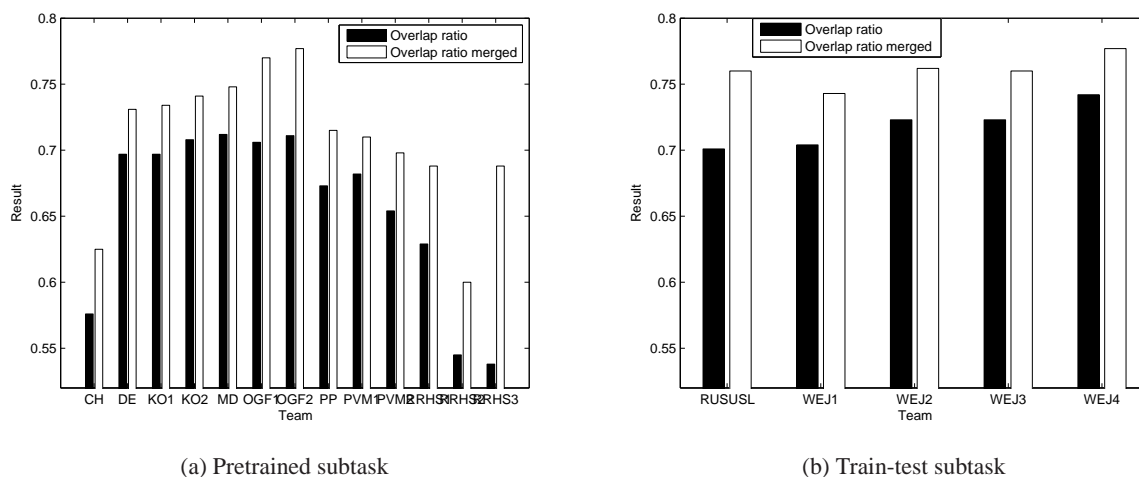 0.8
0.75
0.7
0.65
0.6
0.55
Result
Overlap ratio
Overlap ratio merged
CH DE KO1 KO2 MD OGF1 OGF2 PP PVM1 PVM2 RRHS1 RRHS2 RRHS3
Team
(a) Pretrained subtask
0.8
0.75
0.7
0.65
0.6
0.55
Result
Overlap ratio
Overlap ratio merged
RUSUSL WEJ1 WEJ2 WEJ3 WEJ4
Team
(b) Train-test subtask